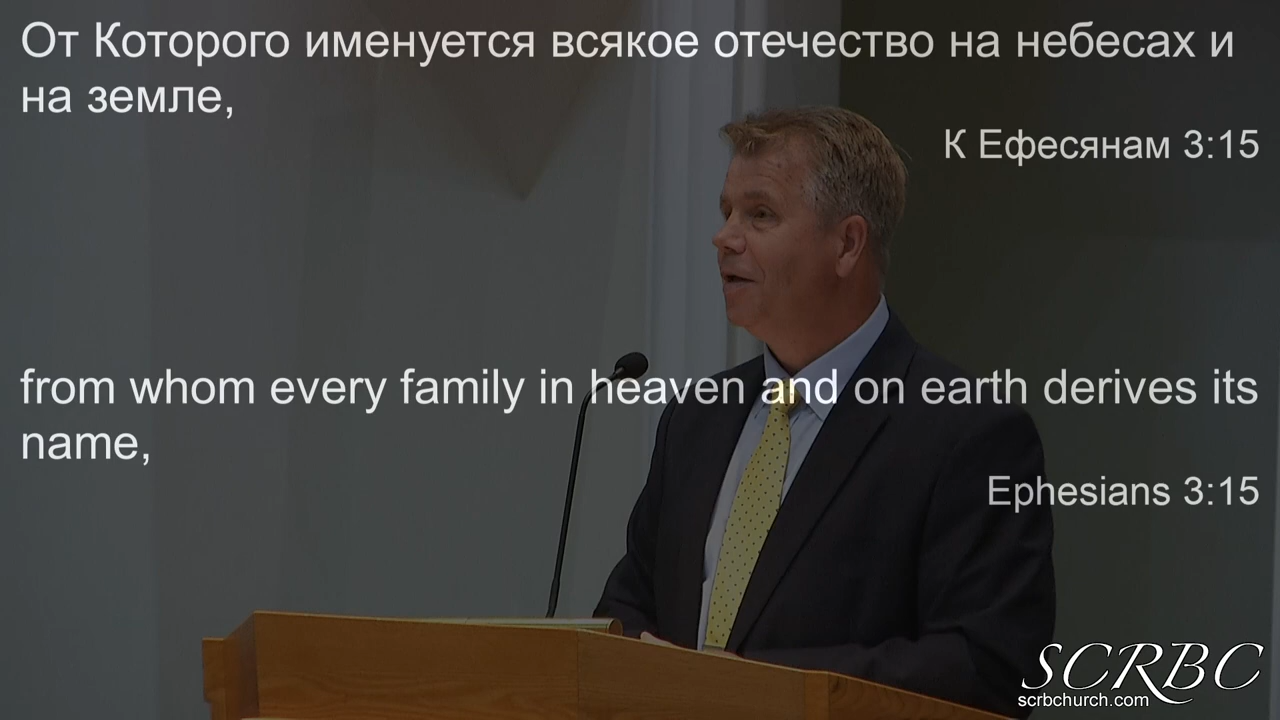 От Которого именуется всякое отечество на небесах и
на земле,
К Ефесянам 3:15
from whom every family in heaven and on earth derives its
name,
Ephesians 3:15
SCRBC
scrbchurch.com